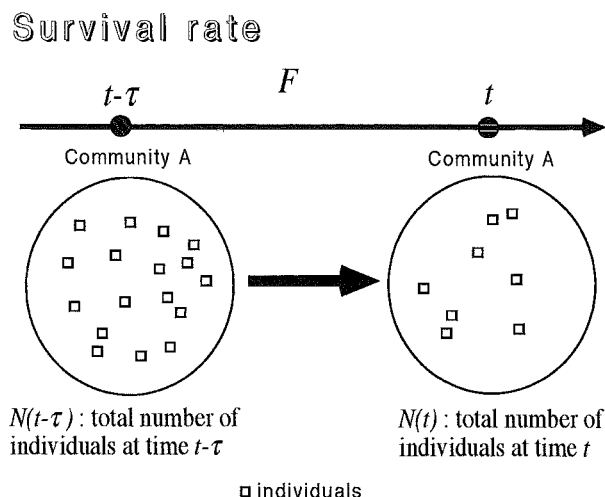 Survival rate
t-τ F t
Community A Community A
N(t-τ) : total number of individuals at time t-τ
N(t) : total number of individuals at time t
individuals